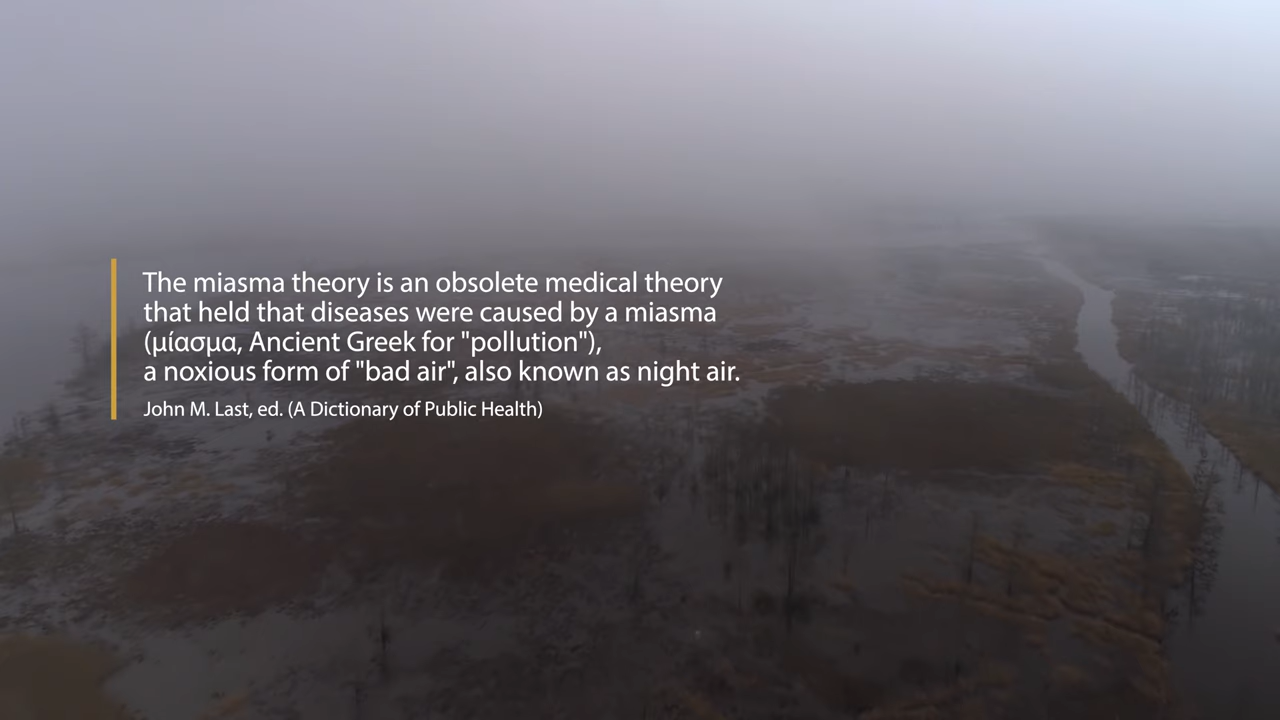 The miasma theory is an obsolete medical theory
that held that diseases were caused by a miasma
(μίασμα, Ancient Greek for "pollution"),
a noxious form of "bad air", also known as night air.
John M. Last, ed. (A Dictionary of Public Health)